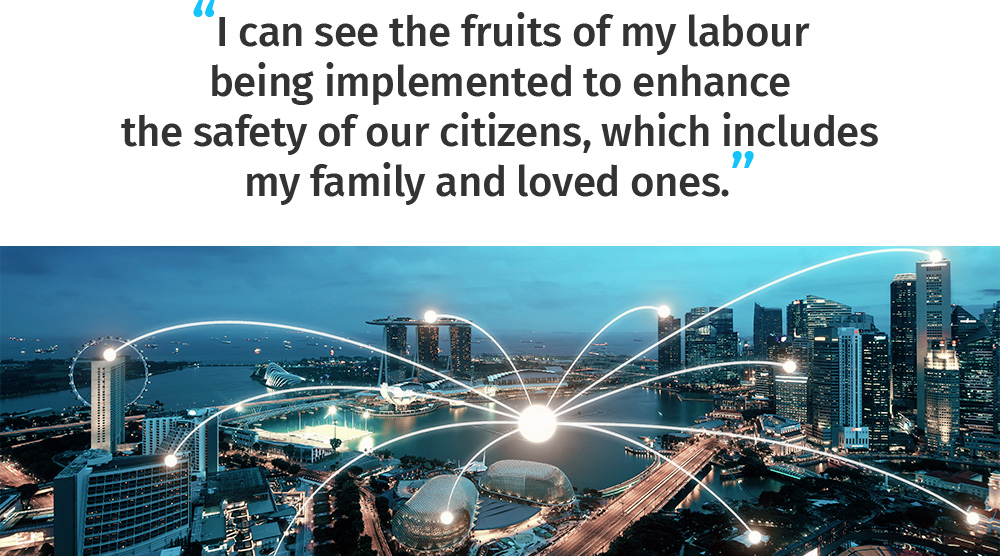 “I can see the fruits of my labour
being implemented to enhance
the safety of our citizens, which includes
my family and loved ones.”